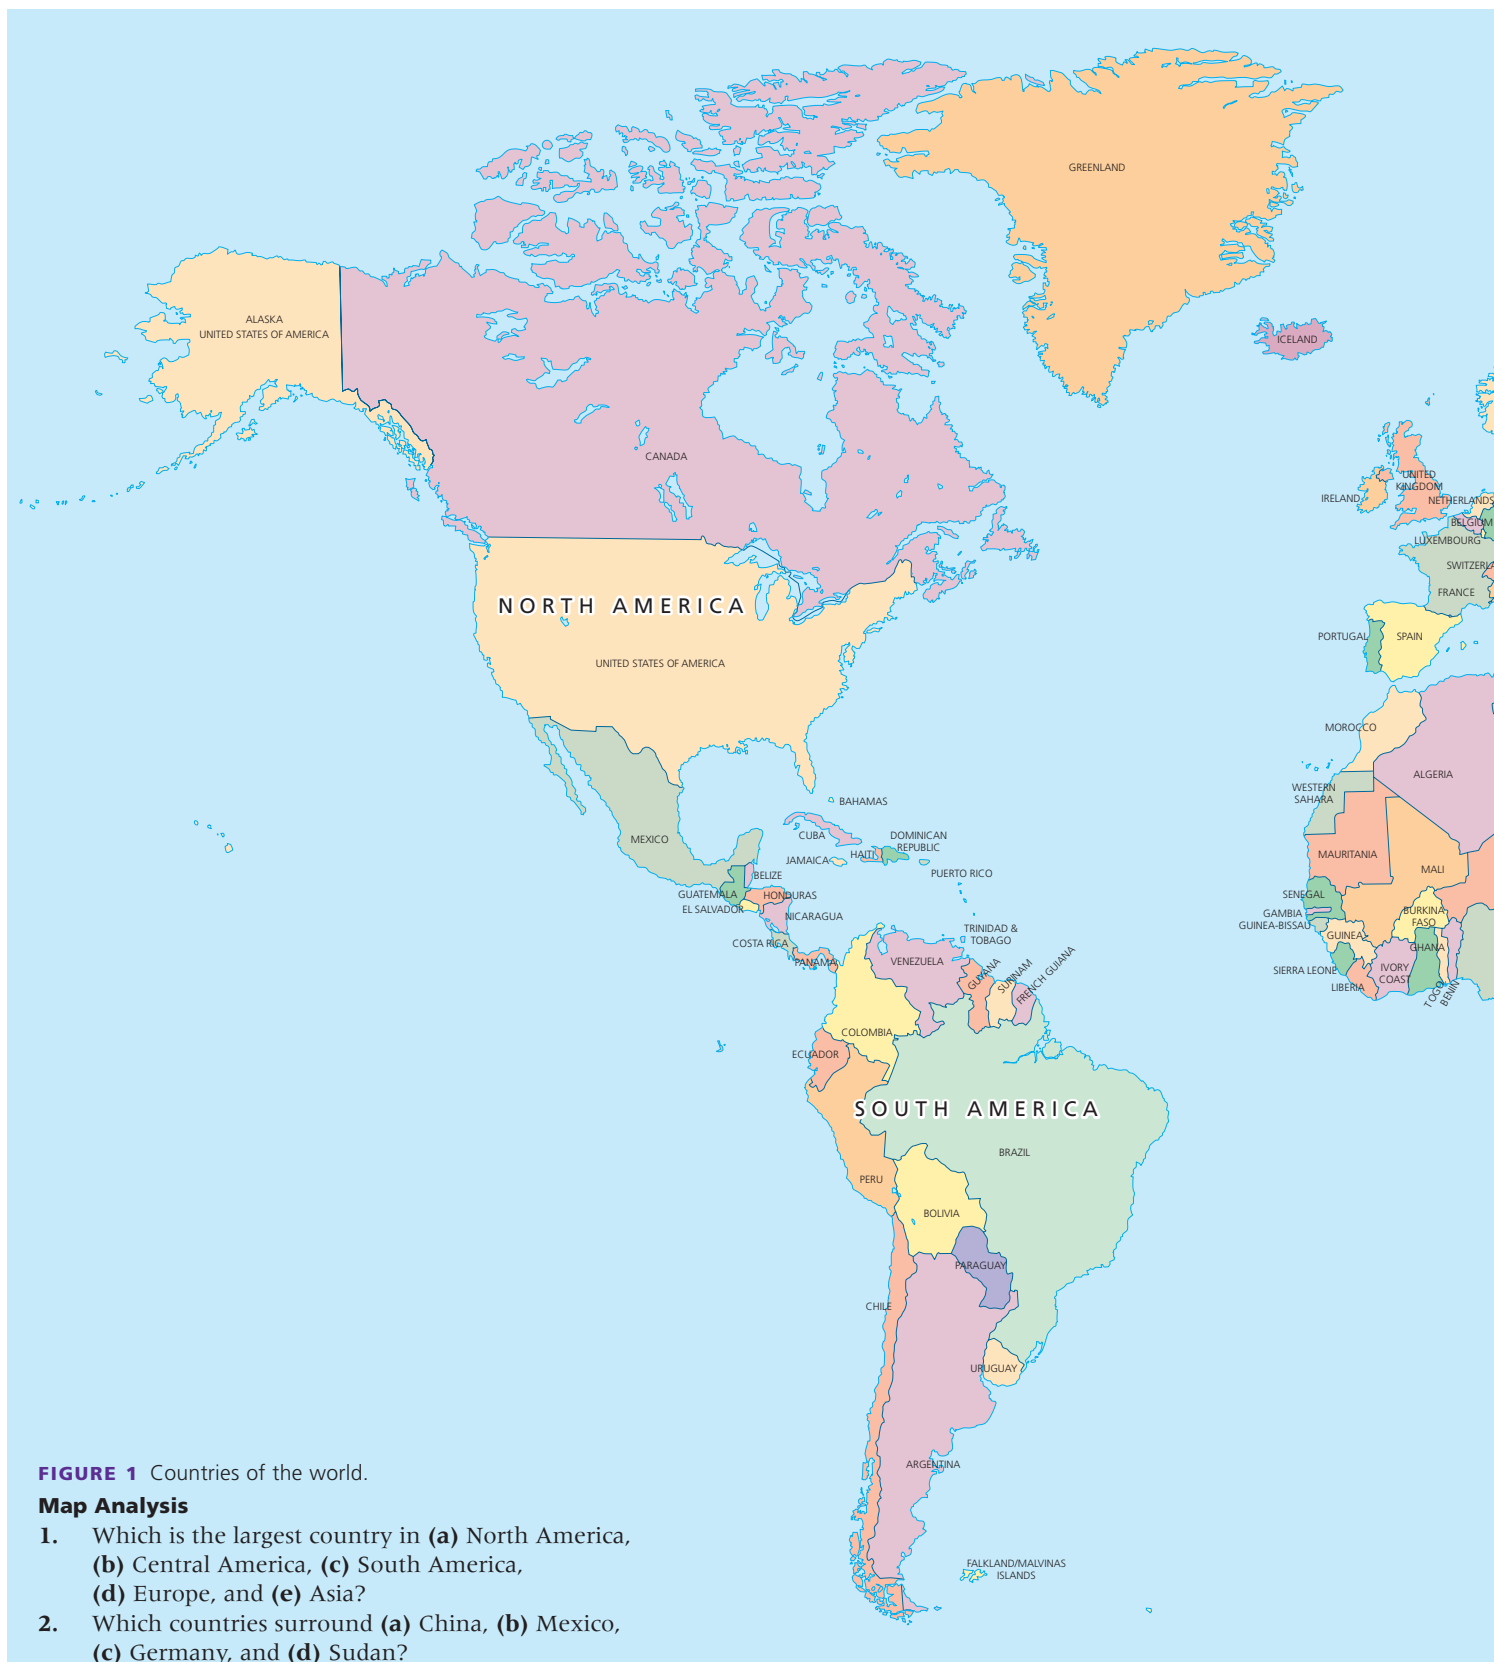 GREENLAND
ALASKA
UNITED STATES OF AMERICA
ICELAND
CANADA
UNITED
KINGDOM
IRELAND
NETHERLANDS
BELGIUM
LUXEMBOURG
FRANCE
NORTH AMERICA
PORTUGAL
SPAIN
UNITED STATES OF AMERICA
MOROCCO
ALGERIA
WESTERN
SAHARA
BAHAMAS
CUBA
DOMINICAN
REPUBLIC
MEXICO
HAITI
JAMAICA
MAURITANIA
MALI
BELIZE
PUERTO RICO
GUATEMALA
HONDURAS
SENEGAL
EL SALVADOR
NICARAGUA
GAMBIA
BURKINA
FASO
GUINEA-BISSAU
TRINIDAD &
TOBAGO
GUINEA
COSTA RICA
GHANA
PANAMA
VENEZUELA
GUYANA
SURINAM
FRENCH GUIANA
SIERRA LEONE
IVORY
COAST
LIBERIA
TOGO
BENIN
COLOMBIA
ECUADOR
SOUTH AMERICA
BRAZIL
PERU
BOLIVIA
PARAGUAY
CHILE
URUGUAY
ARGENTINA
FALKLAND/MALVINAS
ISLANDS
FIGURE 1 Countries of the world.
Map Analysis
1. Which is the largest country in (a) North America,
(b) Central America, (c) South America,
(d) Europe, and (e) Asia?
2. Which countries surround (a) China, (b) Mexico,
(c) Germany, and (d) Sudan?